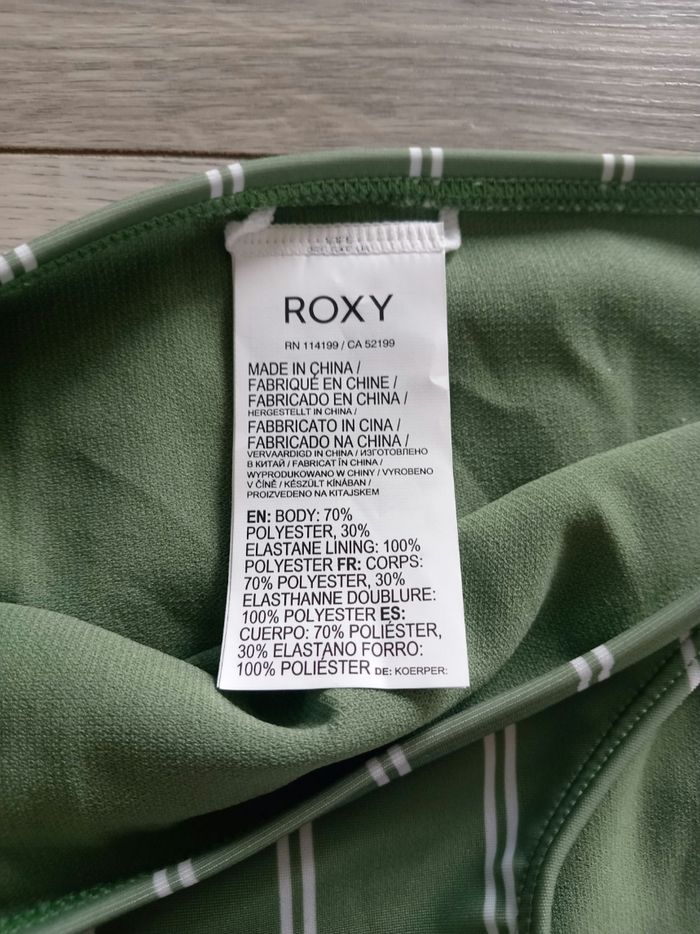 ROXY
RN 114199 / CA 52199
MADE IN CHINA /
FABRIQUÉ EN CHINE /
FABRICADO EN CHINA /
HERGESTELLT IN CHINA /
FABBRICATO IN CINA /
FABRICADO NA CHINA /
VERVAARDIGD IN CHINA / ИЗГОТОВЛЕНО
В КИТАЙ / FABRICAT ÎN CHINA /
WYPRODUKOWANO W CHINY / VYROBENO
V ČÍNĚ / KÉSZÜLT KÍNÁBAN /
PROIZVEDENO NA KITAJSKEM
EN: BODY: 70%
POLYESTER, 30%
ELASTANE LINING: 100%
POLYESTER FR: CORPS:
70% POLYESTER, 30%
ELASTHANNE DOUBLURE:
100% POLYESTER ES:
CUERPO: 70% POLIÉSTER,
30% ELASTANO FORRO:
100% POLIÉSTER DE: KOERPER: